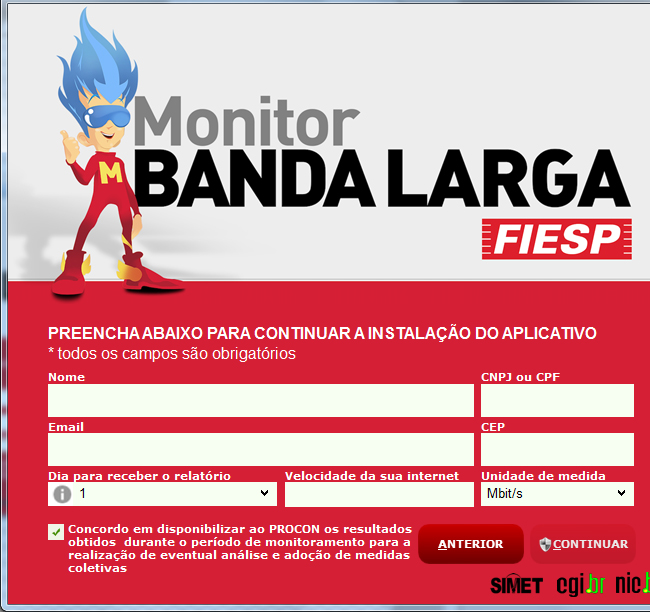 Monitor
BANDA LARGA
M
FIESP
PREENCHA ABAIXO PARA CONTINUAR A INSTALAÇÃO DO APLICATIVO
* todos os campos são obrigatórios
Nome CNPJ ou CPF
Email CEP
Dia para receber o relatório Velocidade da sua internet Unidade de medida
i 1 Mbit/s
Concordo em disponibilizar ao PROCON os resultados
obtidos durante o período de monitoramento para a
realização de eventual análise e adoção de medidas
coletivas
ANTERIOR CONTINUAR
SIMET cgi.br nic.b